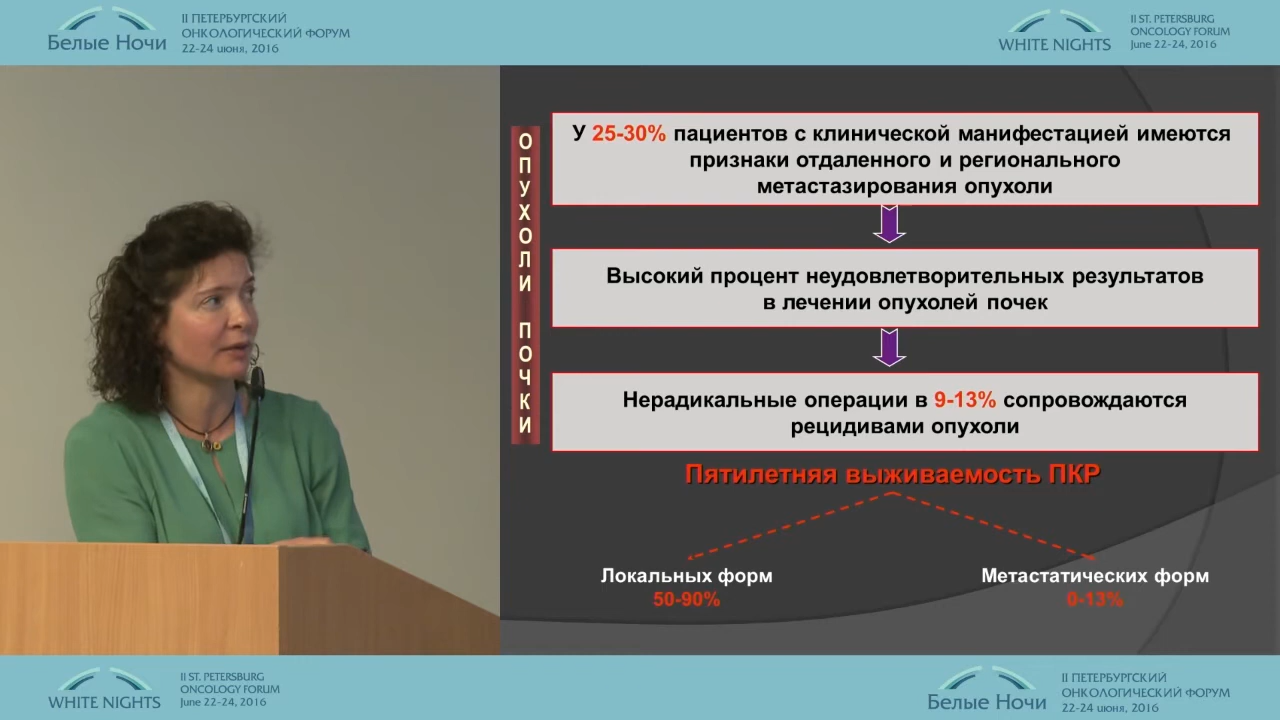 Белые Ночи
II ПЕТЕРБУРГСКИЙ
ОНКОЛОГИЧЕСКИЙ ФОРУМ
22-24 июня, 2016
WHITE NIGHTS
II ST. PETERSBURG
ONCOLOGY FORUM
June 22-24, 2016
ОПУХОЛИ ПОЧКИ
У 25-30% пациентов с клинической манифестацией имеются
признаки отдаленного и регионального
метастазирования опухоли
Высокий процент неудовлетворительных результатов
в лечении опухолей почек
Нерадикальные операции в 9-13% сопровождаются
рецидивами опухоли
Пятилетняя выживаемость ПКР
Локальных форм
50-90%
Метастатических форм
0-13%
WHITE NIGHTS
II ST. PETERSBURG
ONCOLOGY FORUM
June 22-24, 2016
Белые Ночи
II ПЕТЕРБУРГСКИЙ
ОНКОЛОГИЧЕСКИЙ ФОРУМ
22-24 июня, 2016